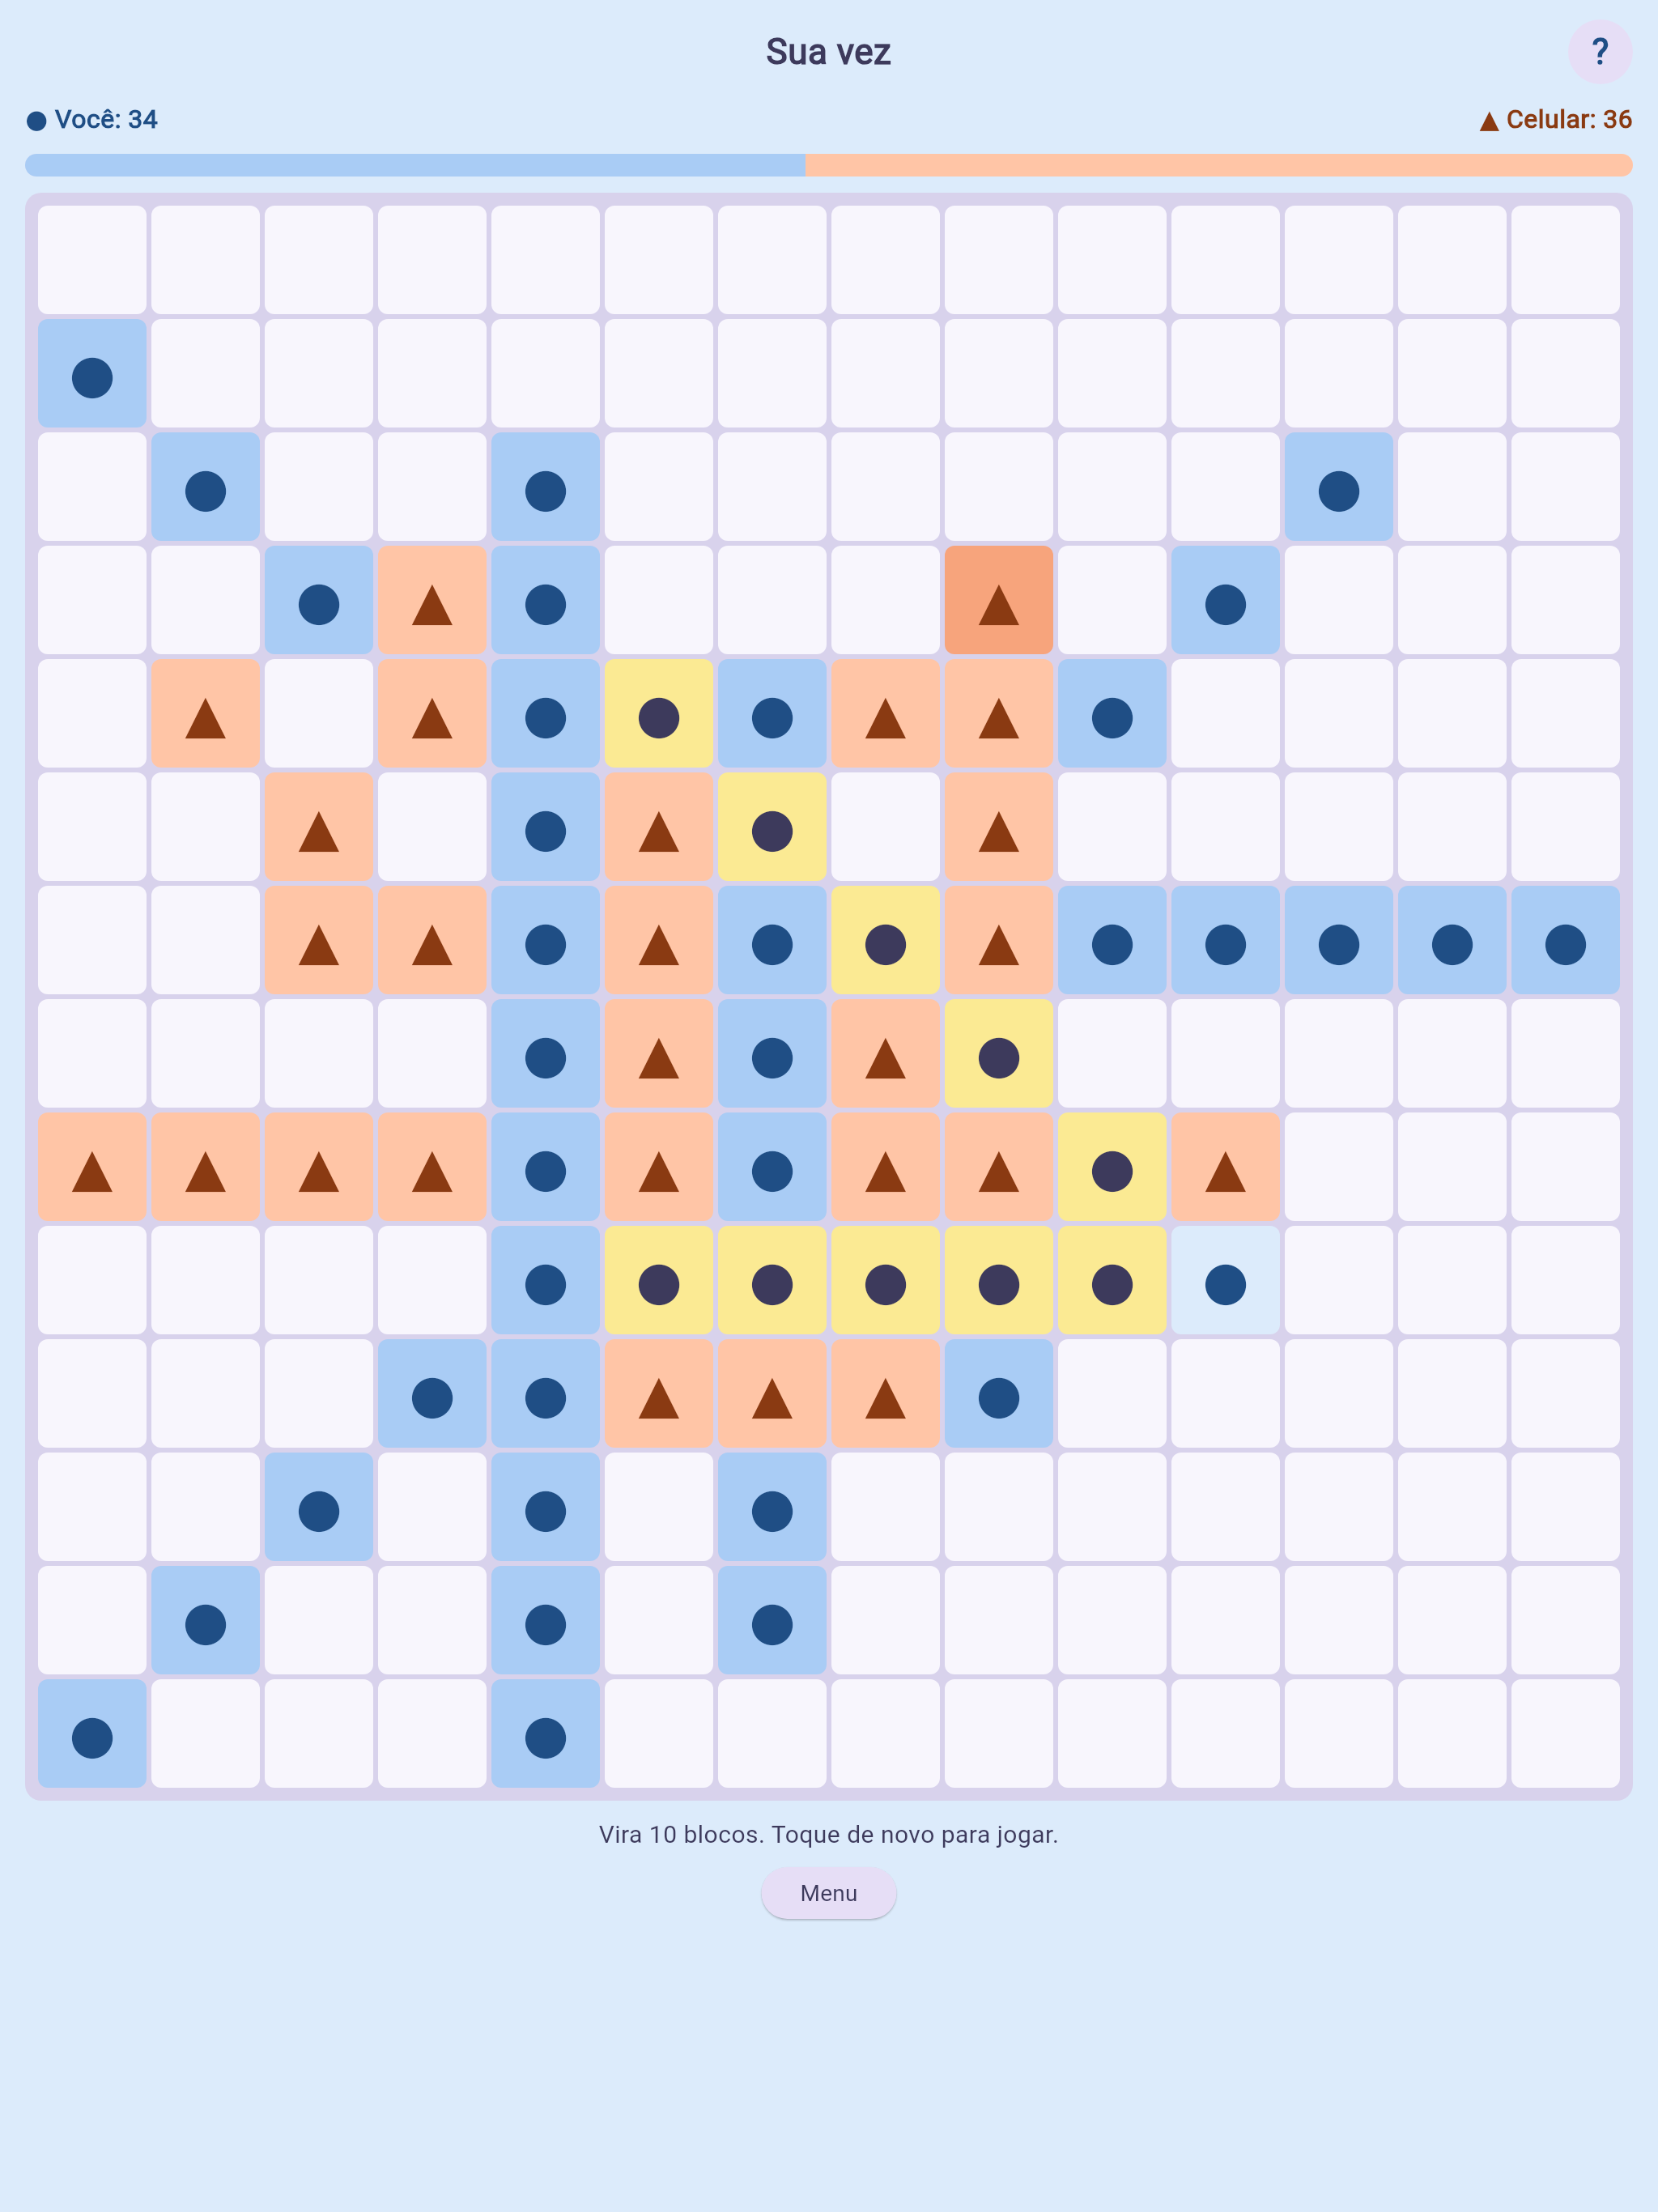 Sua vez
?
Você: 34
Celular: 36
Vira 10 blocos. Toque de novo para jogar.
Menu